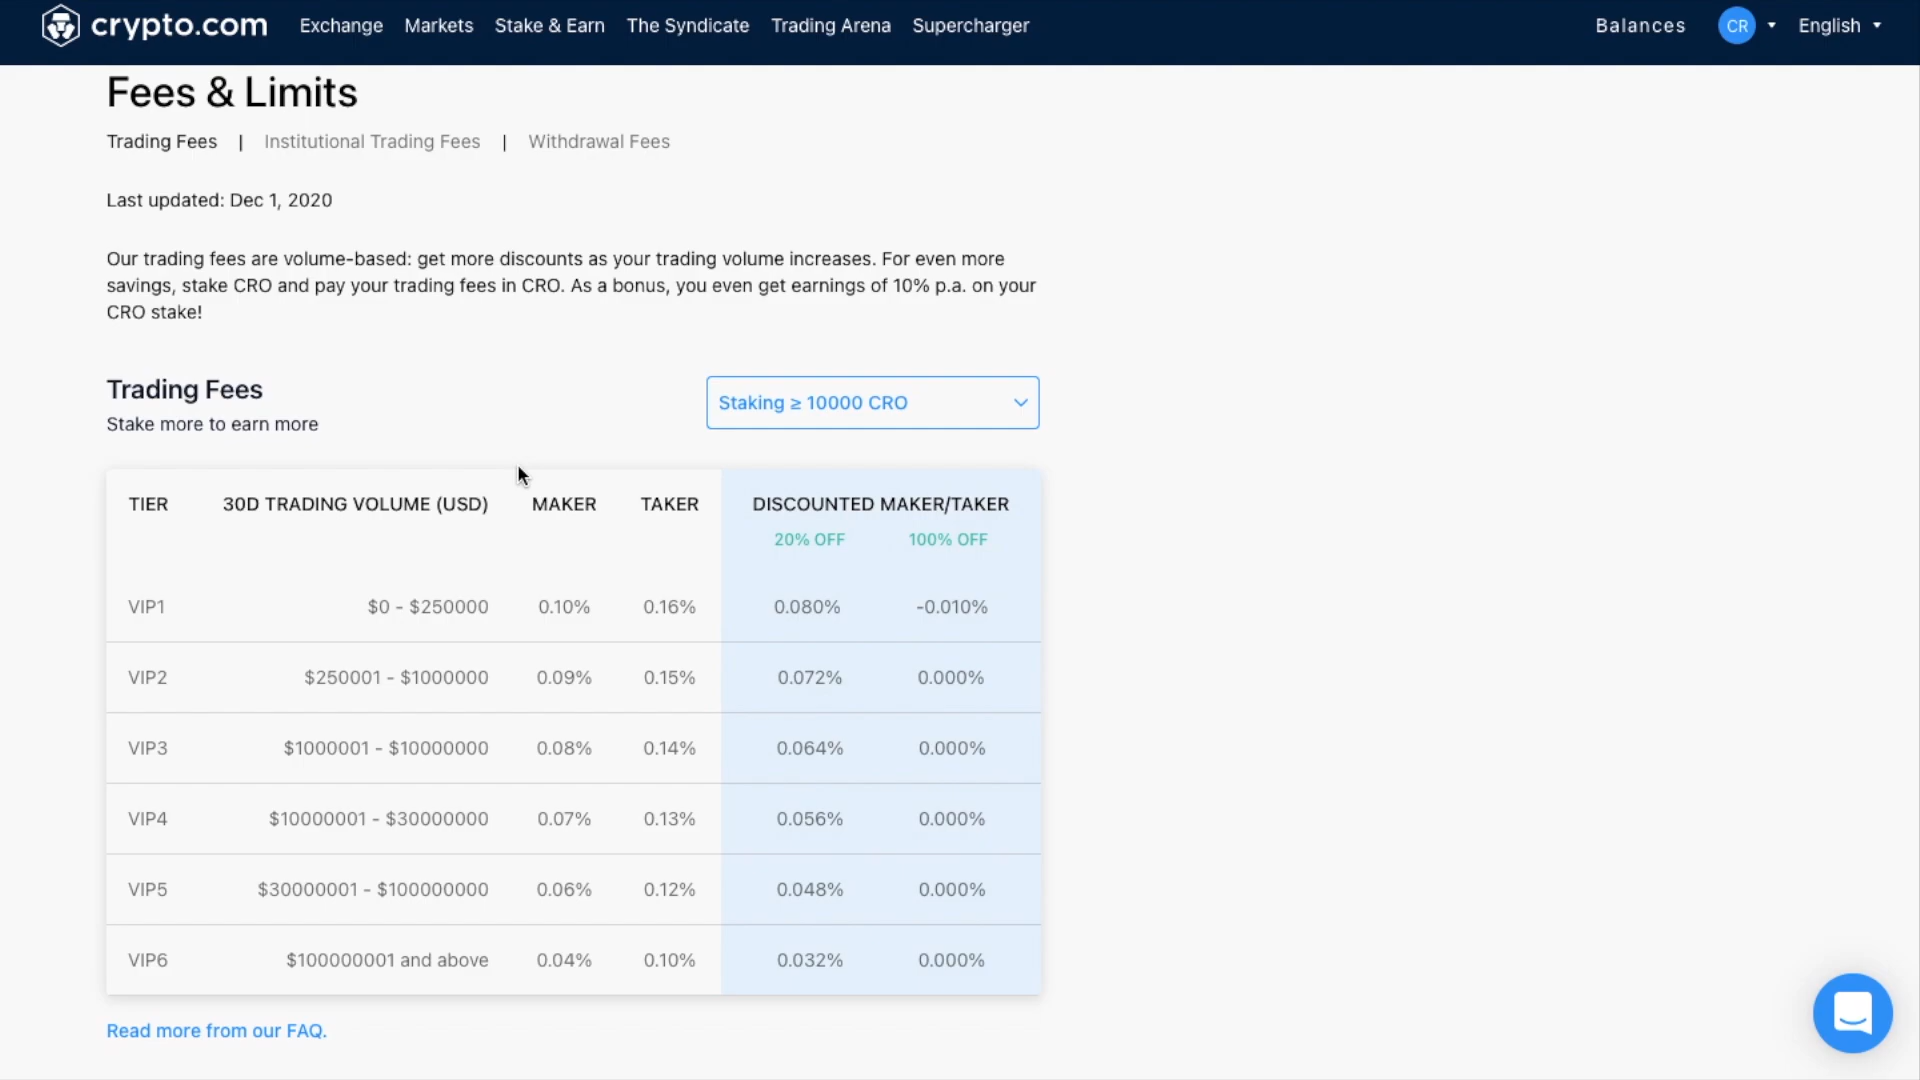 crypto.com Exchange Markets Stake & Earn The Syndicate Trading Arena Supercharger Balances CR English
Fees & Limits
Trading Fees | Institutional Trading Fees | Withdrawal Fees
Last updated: Dec 1, 2020
Our trading fees are volume-based: get more discounts as your trading volume increases. For even more
savings, stake CRO and pay your trading fees in CRO. As a bonus, you even get earnings of 10% p.a. on your
CRO stake!
Trading Fees
Stake more to earn more
Staking ≥ 10000 CRO
TIER 30D TRADING VOLUME (USD) MAKER TAKER DISCOUNTED MAKER/TAKER
20% OFF 100% OFF
VIP1 $0 - $250000 0.10% 0.16% 0.080% -0.010%
VIP2 $250001 - $1000000 0.09% 0.15% 0.072% 0.000%
VIP3 $1000001 - $10000000 0.08% 0.14% 0.064% 0.000%
VIP4 $10000001 - $30000000 0.07% 0.13% 0.056% 0.000%
VIP5 $30000001 - $100000000 0.06% 0.12% 0.048% 0.000%
VIP6 $100000001 and above 0.04% 0.10% 0.032% 0.000%
Read more from our FAQ.